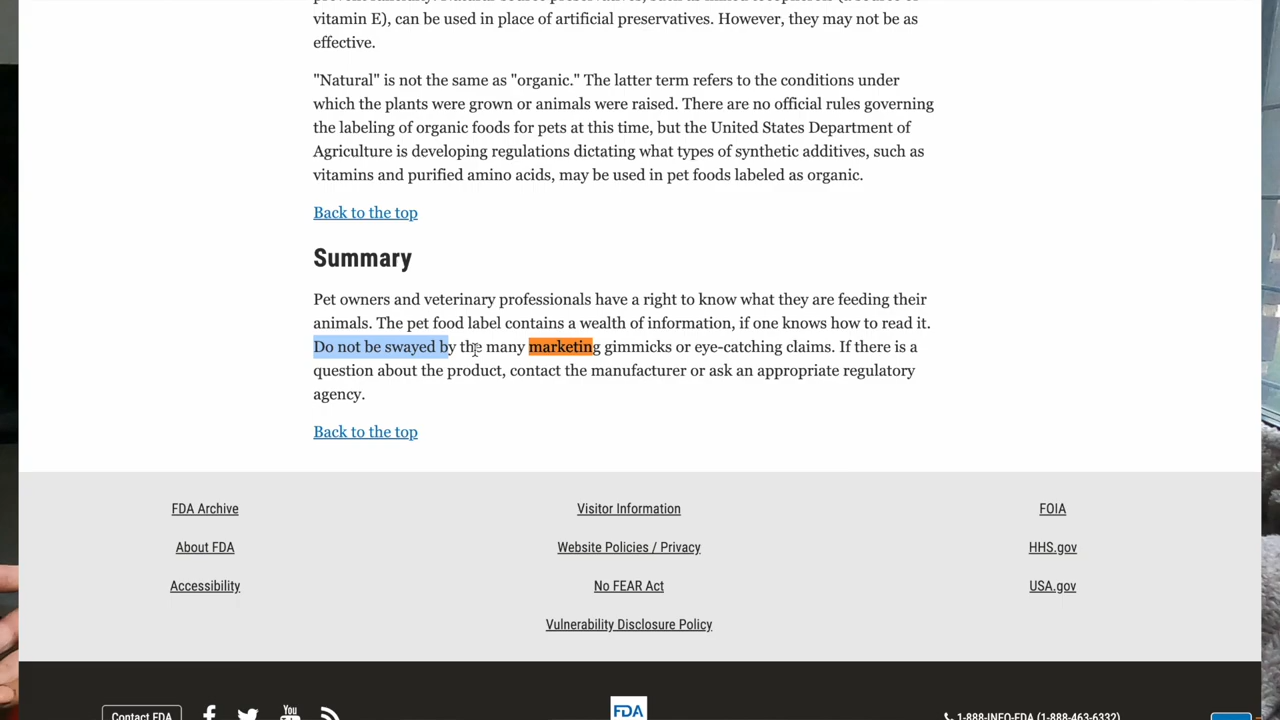 vitamin E), can be used in place of artificial preservatives. However, they may not be as
effective.
"Natural" is not the same as "organic." The latter term refers to the conditions under
which the plants were grown or animals were raised. There are no official rules governing
the labeling of organic foods for pets at this time, but the United States Department of
Agriculture is developing regulations dictating what types of synthetic additives, such as
vitamins and purified amino acids, may be used in pet foods labeled as organic.
Back to the top
Summary
Pet owners and veterinary professionals have a right to know what they are feeding their
animals. The pet food label contains a wealth of information, if one knows how to read it.
Do not be swayed by the many marketing gimmicks or eye-catching claims. If there is a
question about the product, contact the manufacturer or ask an appropriate regulatory
agency.
Back to the top
FDA Archive
Visitor Information
FOIA
About FDA
Website Policies / Privacy
HHS.gov
Accessibility
No FEAR Act
USA.gov
Vulnerability Disclosure Policy
Contact FDA
You
FDA
1-888-INFO-FDA (1-888-463-6332)